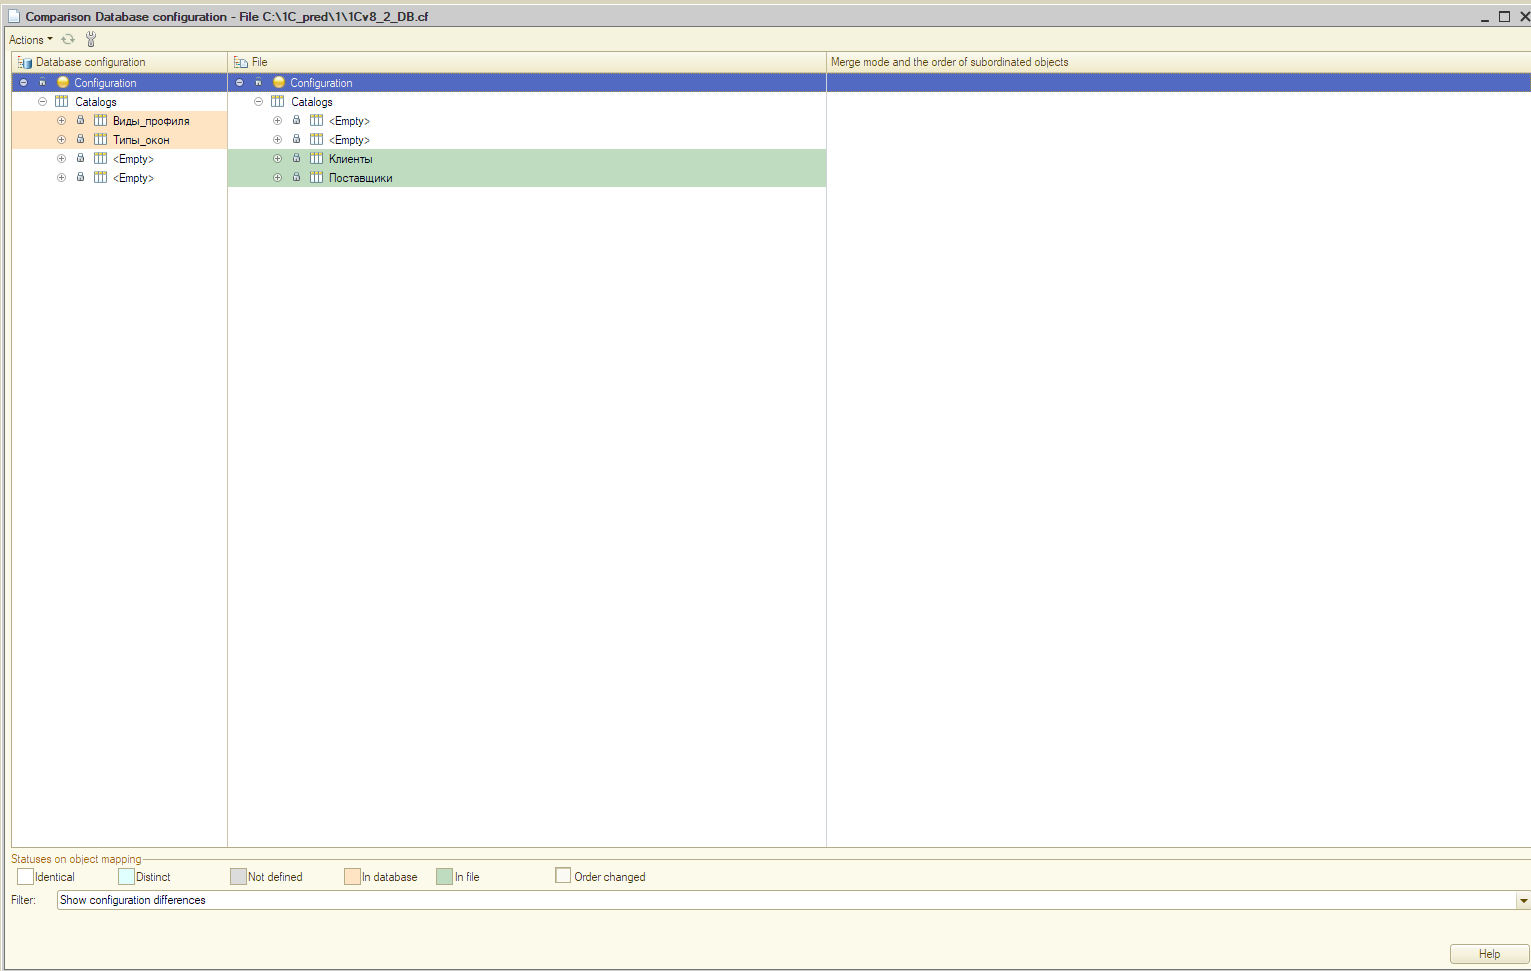 Comparison Database configuration - File C:\1C_pred\1\1Cv8_2_DB.cf
Actions
Database configuration File Merge mode and the order of subordinated objects
Configuration Configuration
Catalogs Catalogs
Виды_профиля <Empty>
Типы_окон <Empty>
<Empty> Клиенты
<Empty> Поставщики
Statuses on object mapping
Identical Distinct Not defined In database In file Order changed
Filter: Show configuration differences
Help